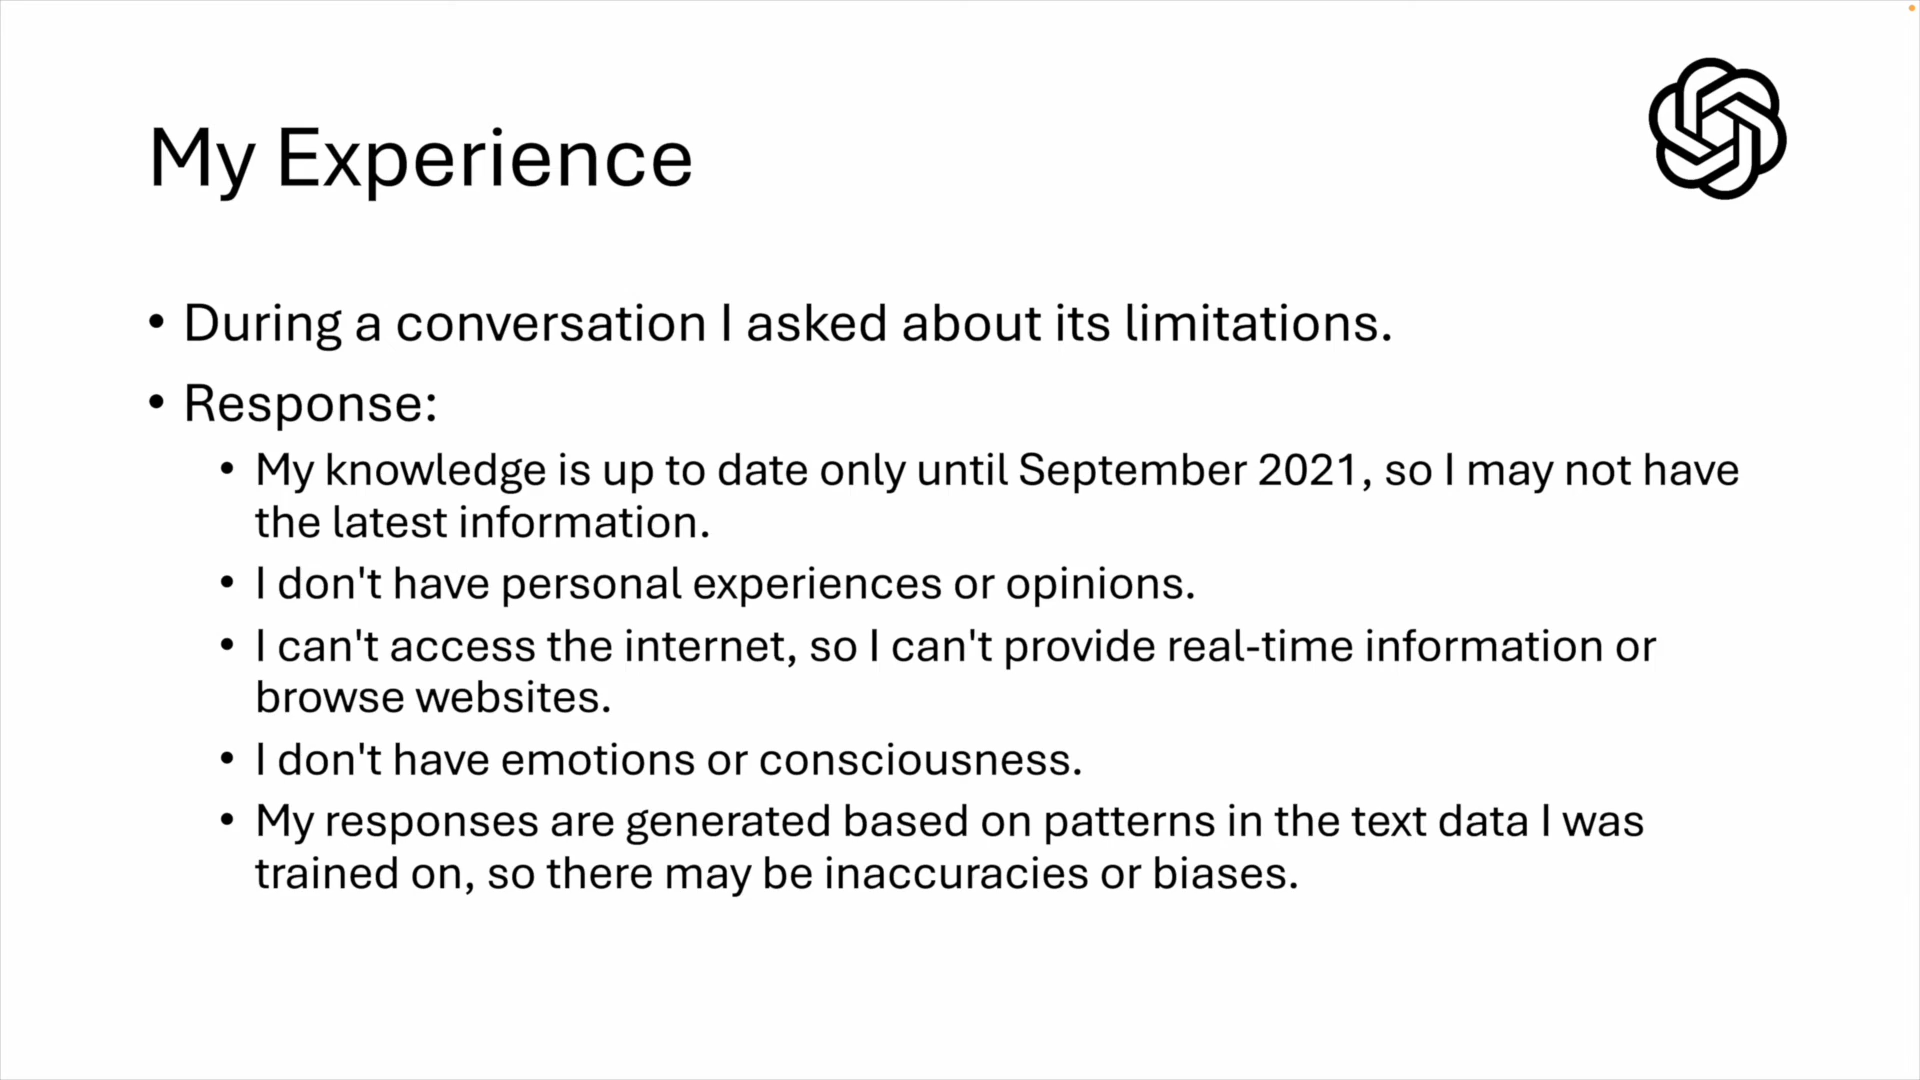 My Experience
• During a conversation I asked about its limitations.
• Response:
• My knowledge is up to date only until September 2021, so I may not have
the latest information.
• I don't have personal experiences or opinions.
• I can't access the internet, so I can't provide real-time information or
browse websites.
• I don't have emotions or consciousness.
• My responses are generated based on patterns in the text data I was
trained on, so there may be inaccuracies or biases.